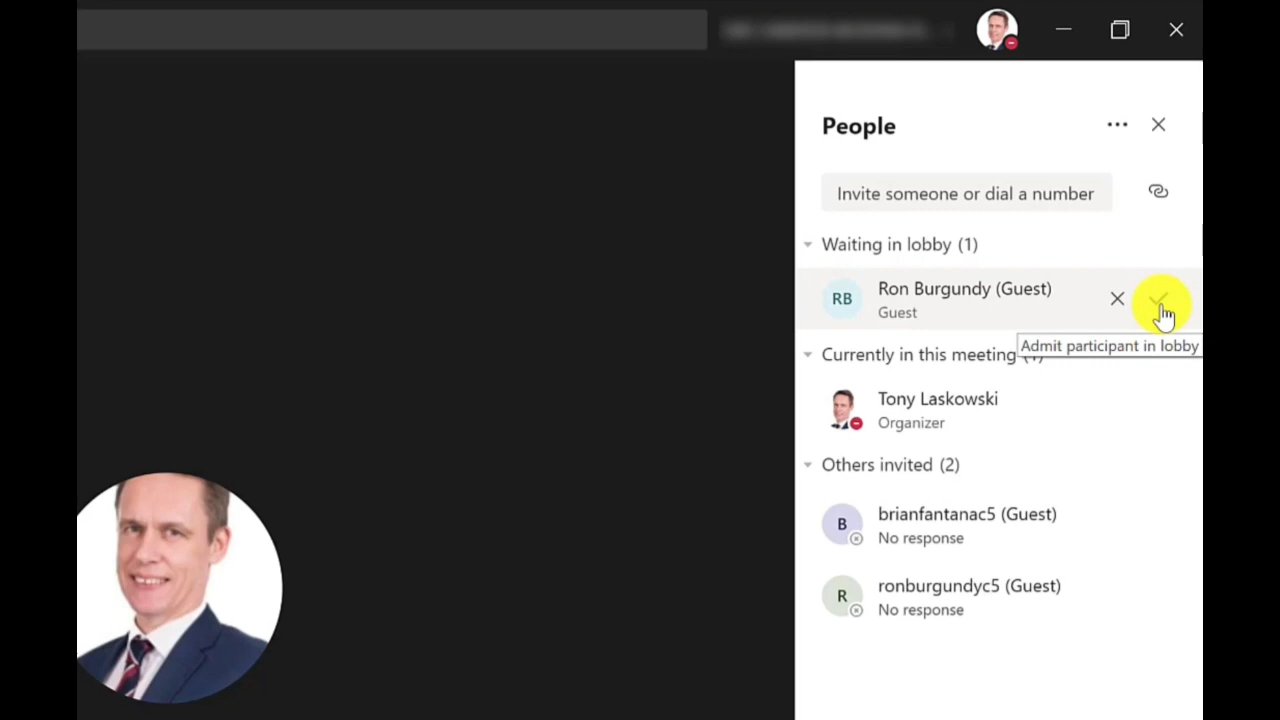 People
Invite someone or dial a number
Waiting in lobby (1)
RB
Ron Burgundy (Guest)
Guest
Admit participant in lobby
Currently in this meeting
Tony Laskowski
Organizer
Others invited (2)
B
brianfantanac5 (Guest)
No response
R
ronburgundyc5 (Guest)
No response